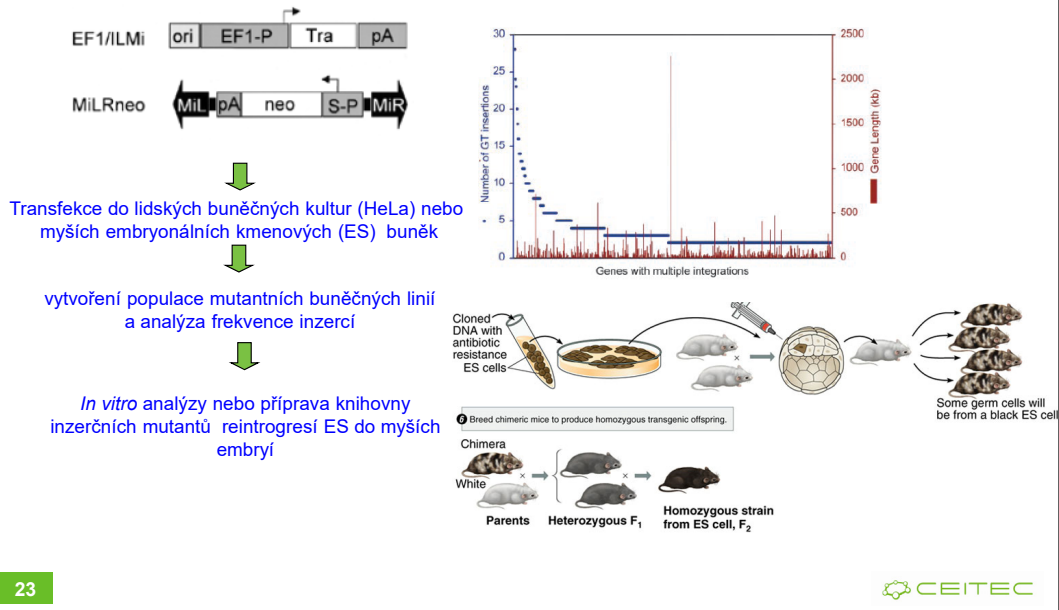 EF1/ILMi
ori EF1-P Tra pA
MiLRneo
MiL pA neo S-P MiR
Transfekce do lidských buněčných kultur (HeLa) nebo
myších embryonálních kmenových (ES) buněk
vytvoření populace mutantních buněčných linií
a analýza frekvence inzercí
In vitro analýzy nebo příprava knihovny
inzerčních mutantů reintrogresí ES do myších
embryí
Number of GT insertions
30
25
20
15
10
5
0
2500
2000
1500
1000
500
0
Gene Length (kb)
Genes with multiple integrations
Cloned
DNA with
antibiotic
resistance
ES cells
×
Some germ cells will
be from a black ES cell
6 Breed chimeric mice to produce homozygous transgenic offspring.
Chimera
White
× ×
Parents
Heterozygous F1
Homozygous strain
from ES cell, F2
23
CEITEC